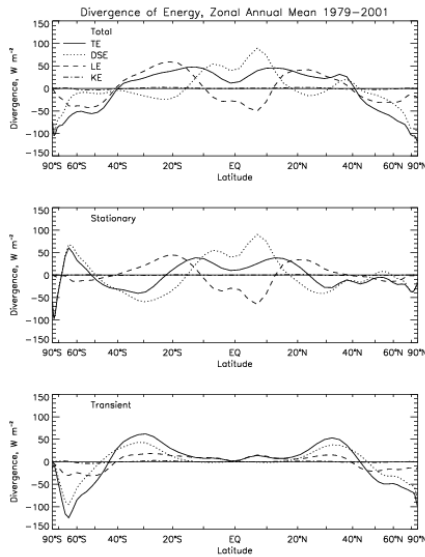 Divergence of Energy, Zonal Annual Mean 1979-2001
Total
TE
DSE
LE
KE
Divergence, W m⁻²
150
100
50
0
-50
-100
-150
90°S 60°S 40°S 20°S EQ 20°N 40°N 60°N 90°N
Latitude
Stationary
Divergence, W m⁻²
150
100
50
0
-50
-100
-150
90°S 60°S 40°S 20°S EQ 20°N 40°N 60°N 90°N
Latitude
Transient
Divergence, W m⁻²
150
100
50
0
-50
-100
-150
90°S 60°S 40°S 20°S EQ 20°N 40°N 60°N 90°N
Latitude